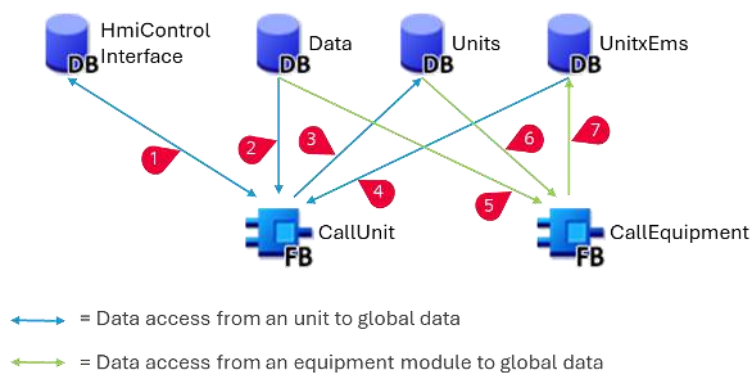 HmiControl
Interface
Data
Units
UnitxEms
DB
DB
DB
DB
1
2
3
4
5
6
7
CallUnit
CallEquipment
FB
FB
= Data access from an unit to global data
= Data access from an equipment module to global data